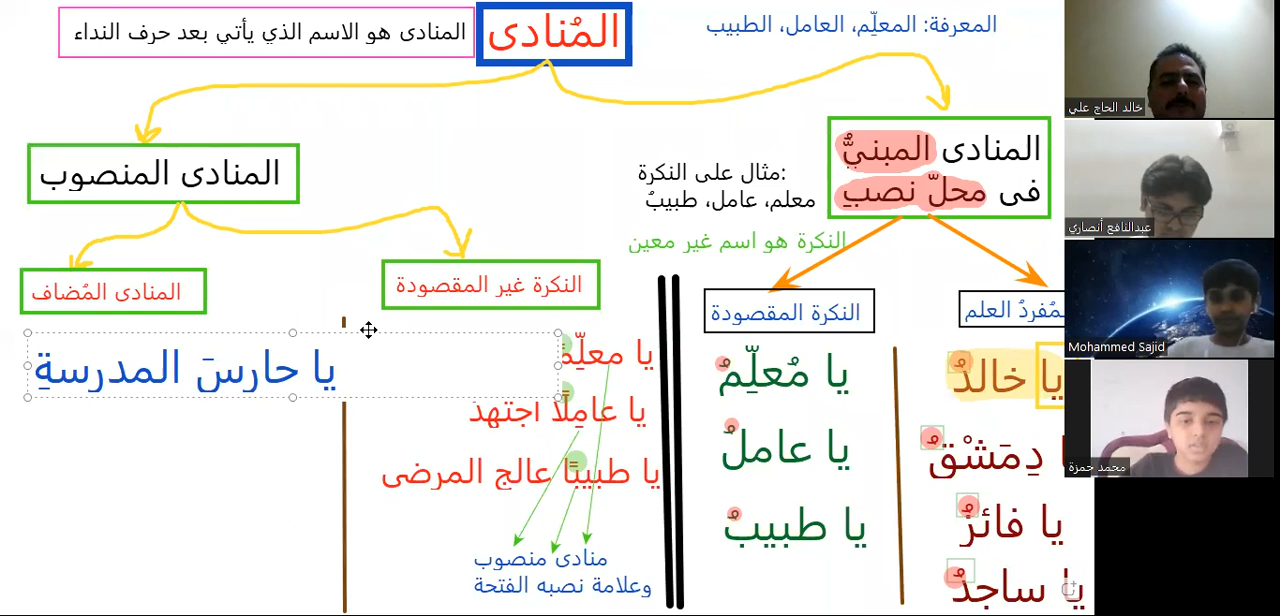 المعرفة: المعلِّم، العامل، الطبيب
المُنادى
المنادى هو الاسم الذي يأتي بعد حرف النداء
المنادى المبنيُّ
في محلّ نصبِ
مثال على النكرة:
معلم، عامل، طبيبُ
النكرة هو اسم غير معين
المنادى المنصوب
النكرة غير المقصودة
المنادى المُضاف
مُفردُ العلم
النكرة المقصودة
يا خالدُ
يا دِمَشْقُ
يا فائزُ
يا ساجدُ
يا مُعلِّمُ
يا عاملُ
يا طبيبُ
يا معلِّم
يا عامِلًا اجتهدْ
يا طبيبًا عالج المرضى
منادى منصوب
وعلامة نصبه الفتحة
يا حارسَ المدرسةِ
خالد الحاج علي
عبدالنافع أنصاري
Mohammed Sajid
محمد حمزة